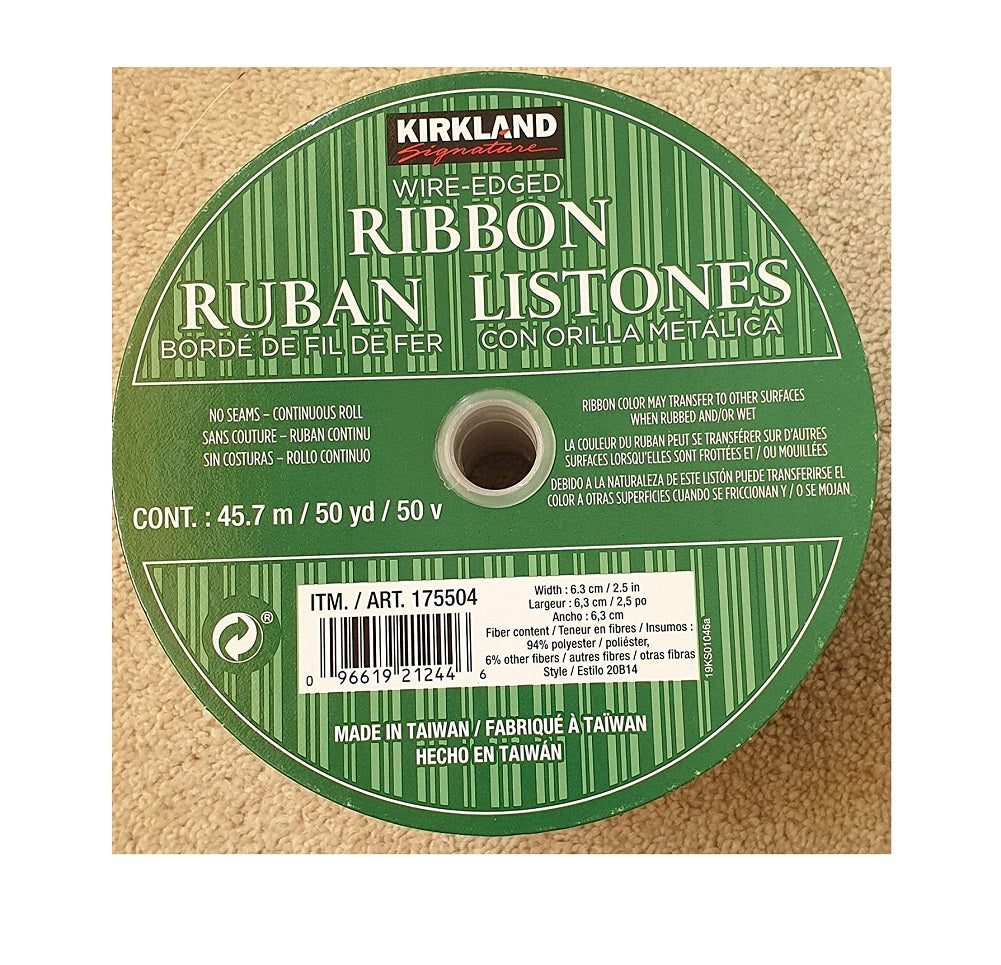 KIRKLAND
Signature
WIRE-EDGED
RIBBON
RUBAN LISTONES
BORDÉ DE FIL DE FER CON ORILLA METÁLICA
NO SEAMS – CONTINUOUS ROLL
SANS COUTURE – RUBAN CONTINU
SIN COSTURAS – ROLLO CONTINUO
CONT. : 45.7 m / 50 yd / 50 v
RIBBON COLOR MAY TRANSFER TO OTHER SURFACES
WHEN RUBBED AND/OR WET
LA COULEUR DU RUBAN PEUT SE TRANSFÉRER SUR D'AUTRES
SURFACES LORSQU'ELLES SONT FROTTÉES ET / OU MOUILLÉES
DEBIDO A LA NATURALEZA DE ESTE LISTÓN PUEDE TRANSFERIRSE EL
COLOR A OTRAS SUPERFICIES CUANDO SE FRICCIONAN Y / O SE MOJAN
®
ITM. / ART. 175504
0 96619 21244 6
Width : 6.3 cm / 2.5 in
Largeur : 6,3 cm / 2,5 po
Ancho : 6,3 cm
Fiber content / Teneur en fibres / Insumos :
94% polyester / poliéster,
6% other fibers / autres fibres / otras fibras
Style / Estilo 20B14
19KS01046a
MADE IN TAIWAN / FABRIQUÉ À TAÏWAN
HECHO EN TAIWÁN